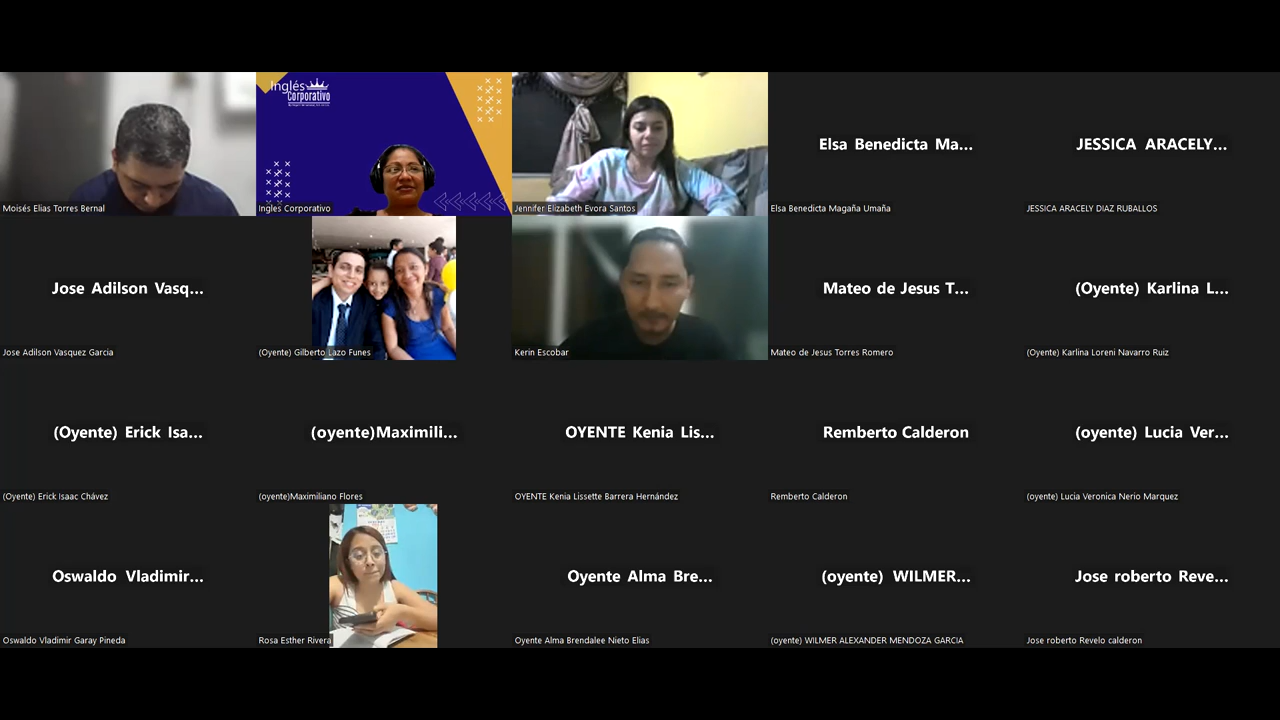 Inglés
Corporativo
Moisés Elías Torres Bernal
Inglés Corporativo
Jennifer Elizabeth Evora Santos
Elsa Benedicta Ma...
Elsa Benedicta Magaña Umaña
JESSICA ARACELY...
JESSICA ARACELY DIAZ RUBALLOS
Jose Adilson Vasq...
Jose Adilson Vasquez Garcia
(Oyente) Gilberto Lazo Funes
Kerin Escobar
Mateo de Jesus T...
Mateo de Jesus Torres Romero
(Oyente) Karlina L...
(Oyente) Karlina Loreni Navarro Ruiz
(Oyente) Erick Isa...
(Oyente) Erick Isaac Chávez
(oyente)Maximili...
(oyente)Maximiliano Flores
OYENTE Kenia Lis...
OYENTE Kenia Lissette Barrera Hernández
Remberto Calderon
Remberto Calderon
(oyente) Lucia Ver...
(oyente) Lucia Veronica Nerio Marquez
Oswaldo Vladimir...
Oswaldo Vladimir Garay Pineda
Rosa Esther Rivera
Oyente Alma Bre...
Oyente Alma Brendalee Nieto Elias
(oyente) WILMER...
(oyente) WILMER ALEXANDER MENDOZA GARCIA
Jose roberto Reve...
Jose roberto Revelo calderon